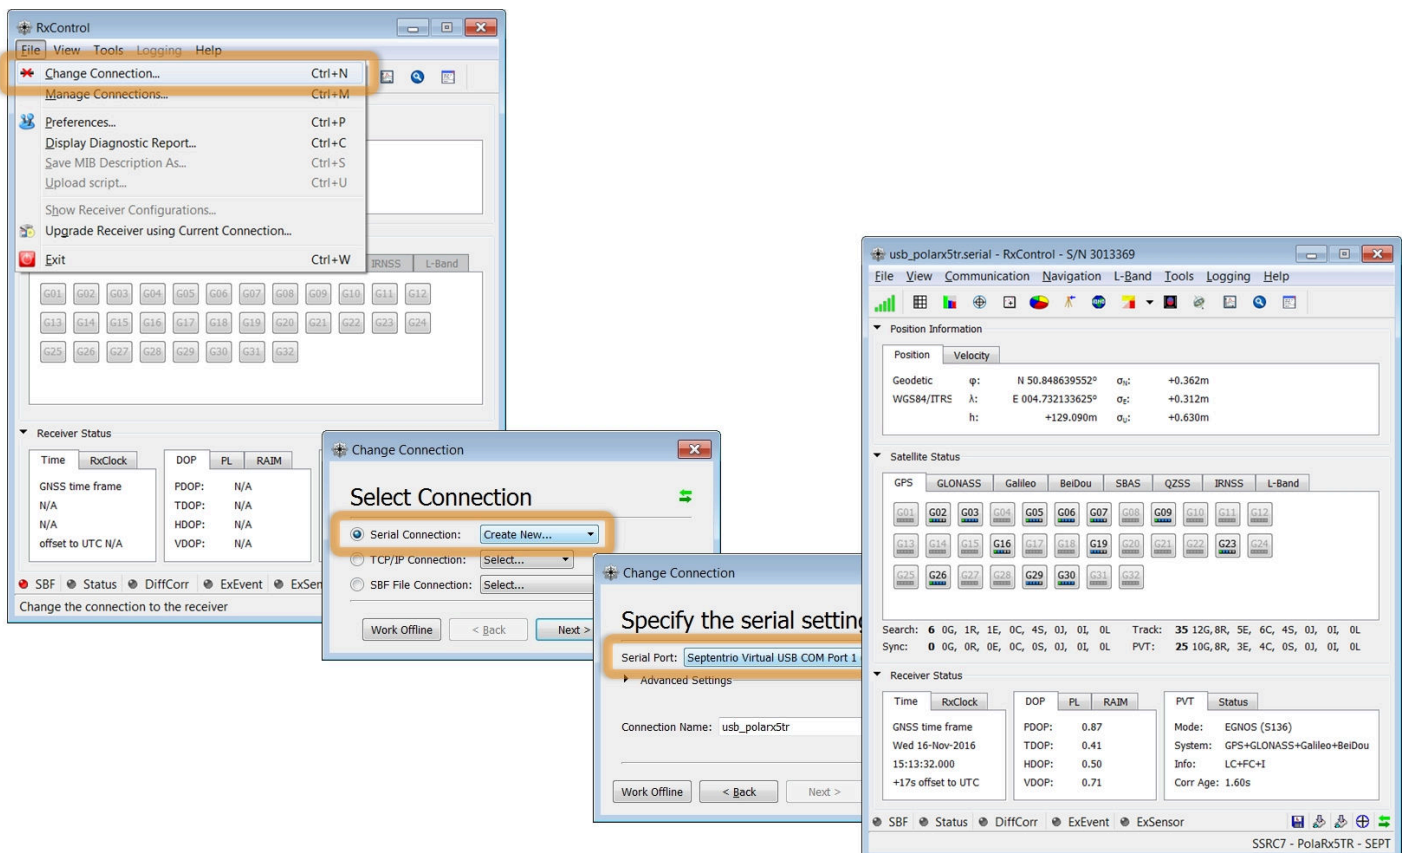 RxControl
File View Tools Logging Help
Change Connection... Ctrl+N
Manage Connections... Ctrl+M
Preferences... Ctrl+P
Display Diagnostic Report... Ctrl+C
Save MIB Description As... Ctrl+S
Upload script... Ctrl+U
Show Receiver Configurations...
Upgrade Receiver using Current Connection...
Exit Ctrl+W
IRNSS L-Band
G01 G02 G03 G04 G05 G06 G07 G08 G09 G10 G11 G12
G13 G14 G15 G16 G17 G18 G19 G20 G21 G22 G23 G24
G25 G26 G27 G28 G29 G30 G31 G32
Receiver Status
Time RxClock DOP PL RAIM
GNSS time frame PDOP: N/A
N/A TDOP: N/A
N/A HDOP: N/A
offset to UTC N/A VDOP: N/A
SBF Status DiffCorr ExEvent ExSen
Change the connection to the receiver
Change Connection
Select Connection
Serial Connection: Create New...
TCP/IP Connection: Select...
SBF File Connection: Select...
Work Offline < Back Next >
Change Connection
Specify the serial setting
Serial Port: Septentrio Virtual USB COM Port 1
Advanced Settings
Connection Name: usb_polarx5tr
Work Offline < Back Next >
usb_polarx5tr.serial - RxControl - S/N 3013369
File View Communication Navigation L-Band Tools Logging Help
Position Information
Position Velocity
Geodetic φ: N 50.848639552° σN: +0.362m
WGS84/ITRS λ: E 004.732133625° σE: +0.312m
h: +129.090m σU: +0.630m
Satellite Status
GPS GLONASS Galileo BeiDou SBAS QZSS IRNSS L-Band
G01 G02 G03 G04 G05 G06 G07 G08 G09 G10 G11 G12
G13 G14 G15 G16 G17 G18 G19 G20 G21 G22 G23 G24
G25 G26 G27 G28 G29 G30 G31 G32
Search: 6 0G, 1R, 1E, 0C, 4S, 0J, 0I, 0L Track: 35 12G, 8R, 5E, 6C, 4S, 0J, 0I, 0L
Sync: 0 0G, 0R, 0E, 0C, 0S, 0J, 0I, 0L PVT: 25 10G, 8R, 3E, 4C, 0S, 0J, 0I, 0L
Receiver Status
Time RxClock DOP PL RAIM PVT Status
GNSS time frame PDOP: 0.87 Mode: EGNOS (S136)
Wed 16-Nov-2016 TDOP: 0.41 System: GPS+GLONASS+Galileo+BeiDou
15:13:32.000 HDOP: 0.50 Info: LC+FC+I
+17s offset to UTC VDOP: 0.71 Corr Age: 1.60s
SBF Status DiffCorr ExEvent ExSensor
SSRC7 - PolaRx5TR - SEPT